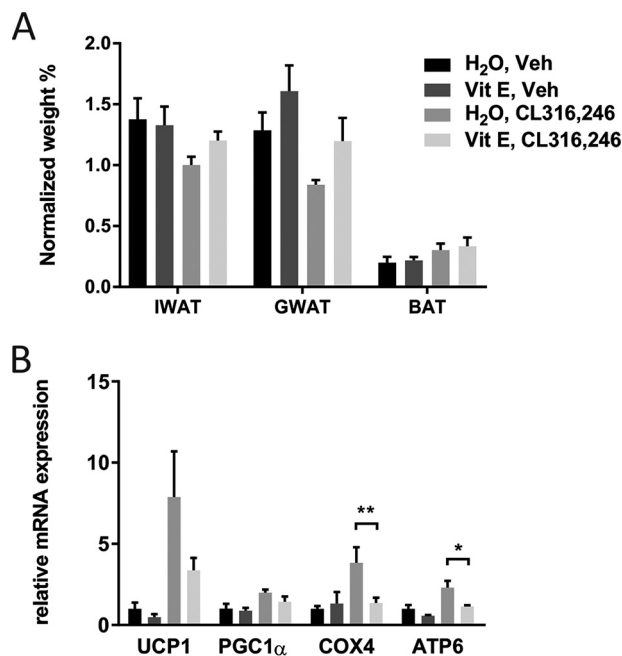 A
Normalized weight %
2.0
1.5
1.0
0.5
0.0
IWAT GWAT BAT
H₂O, Veh
Vit E, Veh
H₂O, CL316,246
Vit E, CL316,246
B
relative mRNA expression
15
10
5
0
**
*
UCP1 PGC1α COX4 ATP6